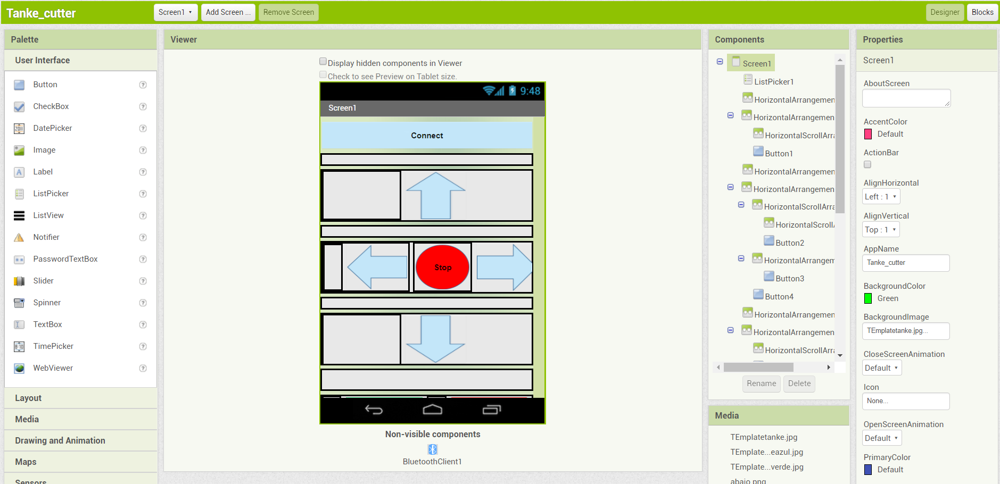 Tanke_cutter
Screen1 Add Screen ... Remove Screen
Designer Blocks
Palette
User Interface
Button
CheckBox
DatePicker
Image
Label
ListPicker
ListView
Notifier
PasswordTextBox
Slider
Spinner
TextBox
TimePicker
WebViewer
Layout
Media
Drawing and Animation
Maps
Sensors
Viewer
Display hidden components in Viewer
Check to see Preview on Tablet size.
9:48
Screen1
Connect
Stop
Non-visible components
BluetoothClient1
Components
Screen1
ListPicker1
HorizontalArrangemen
HorizontalArrangemen
HorizontalScrollArra
Button1
HorizontalArrangemen
HorizontalArrangemen
HorizontalScrollArra
HorizontalScrollA
Button2
HorizontalArrangem
Button3
Button4
HorizontalArrangemen
HorizontalArrangemen
HorizontalScrollArra
Rename Delete
Media
TEmplatetanke.jpg
TEmplate...eazul.jpg
TEmplate...verde.jpg
abajo.png
Properties
Screen1
AboutScreen
AccentColor
Default
ActionBar
AlignHorizontal
Left : 1
AlignVertical
Top : 1
AppName
Tanke_cutter
BackgroundColor
Green
BackgroundImage
TEmplatetanke.jpg...
CloseScreenAnimation
Default
Icon
None...
OpenScreenAnimation
Default
PrimaryColor
Default